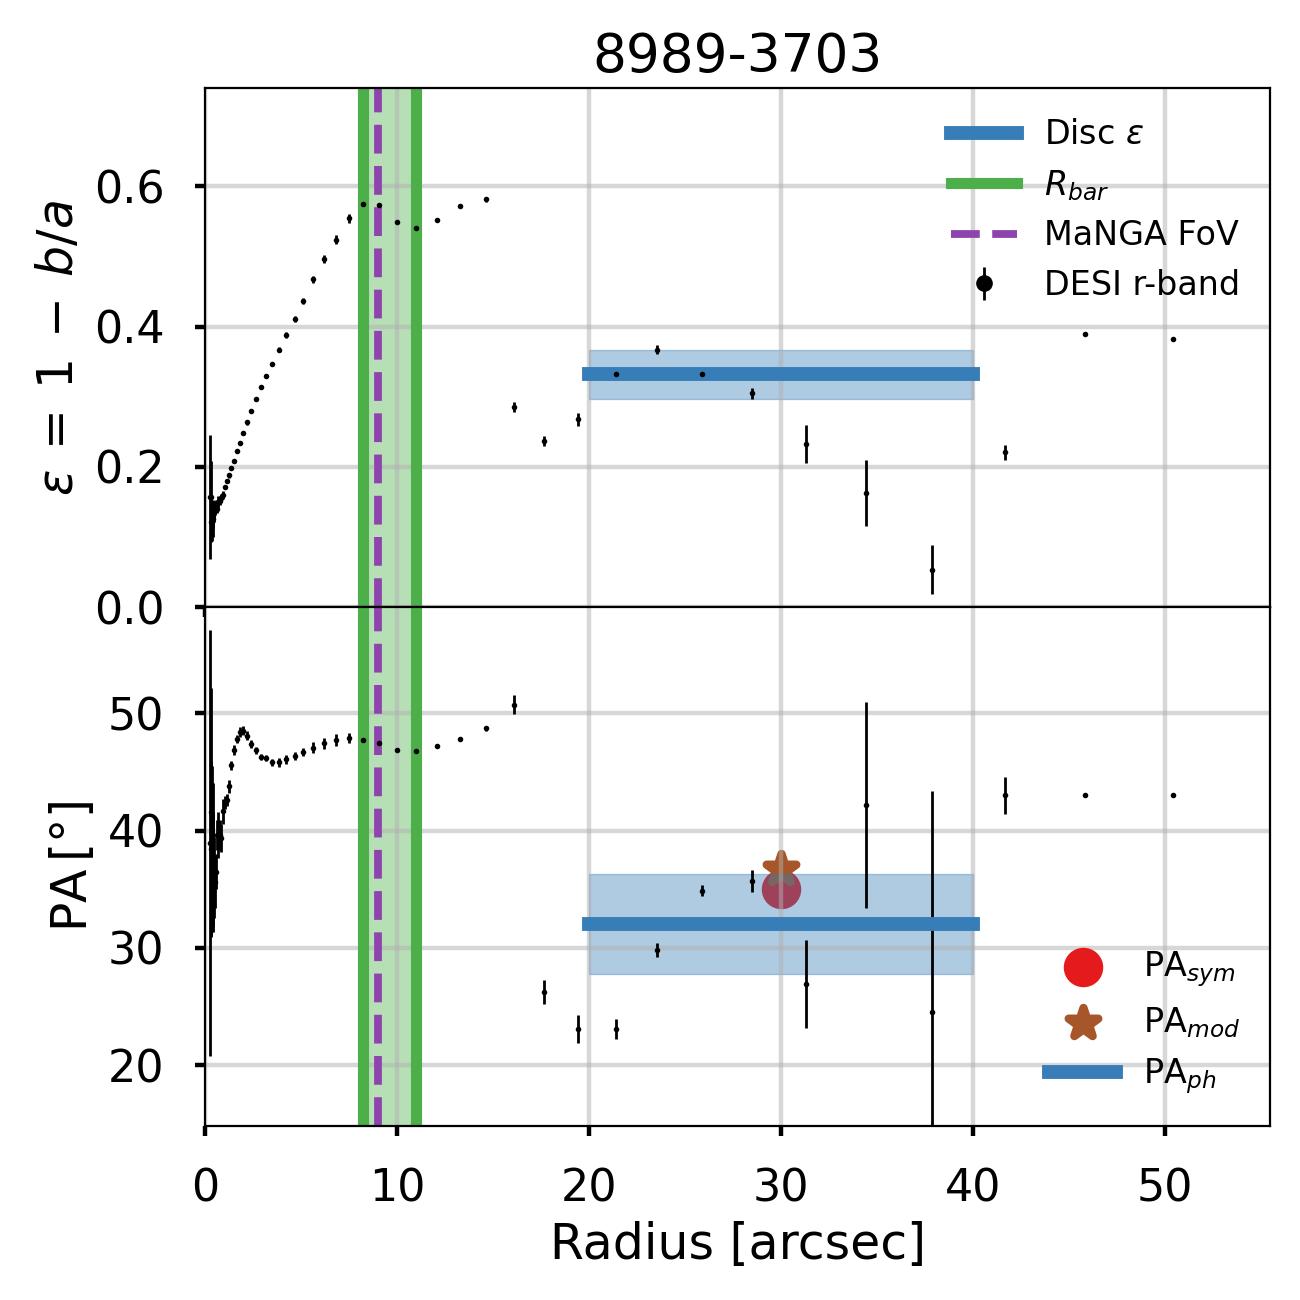 8989-3703
ε = 1 − b/a
0.6
0.4
0.2
0.0
Disc ε
R_bar
MaNGA FoV
DESI r-band
PA [°]
50
40
30
20
PA_sym
PA_mod
PA_ph
0 10 20 30 40 50
Radius [arcsec]